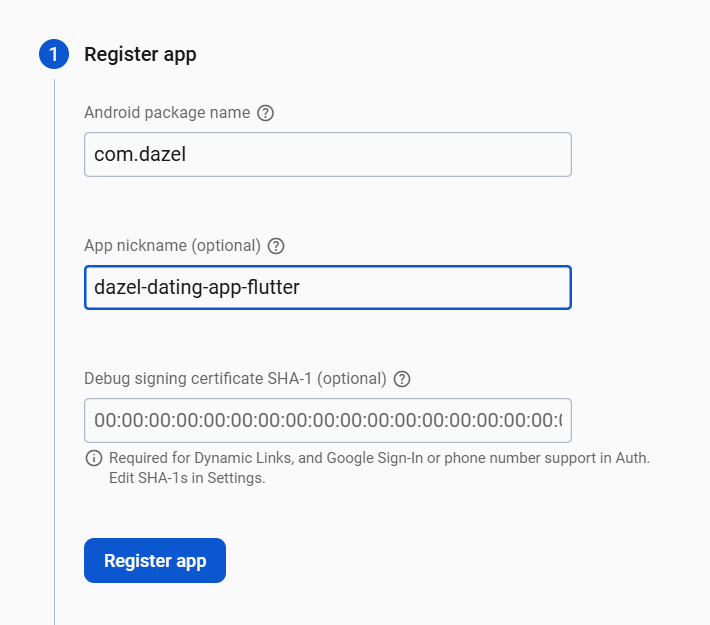 1 Register app
Android package name ?
com.dazel
App nickname (optional) ?
dazel-dating-app-flutter
Debug signing certificate SHA-1 (optional) ?
00:00:00:00:00:00:00:00:00:00:00:00:00:00:00:00:00:0
Required for Dynamic Links, and Google Sign-In or phone number support in Auth.
Edit SHA-1s in Settings.
Register app